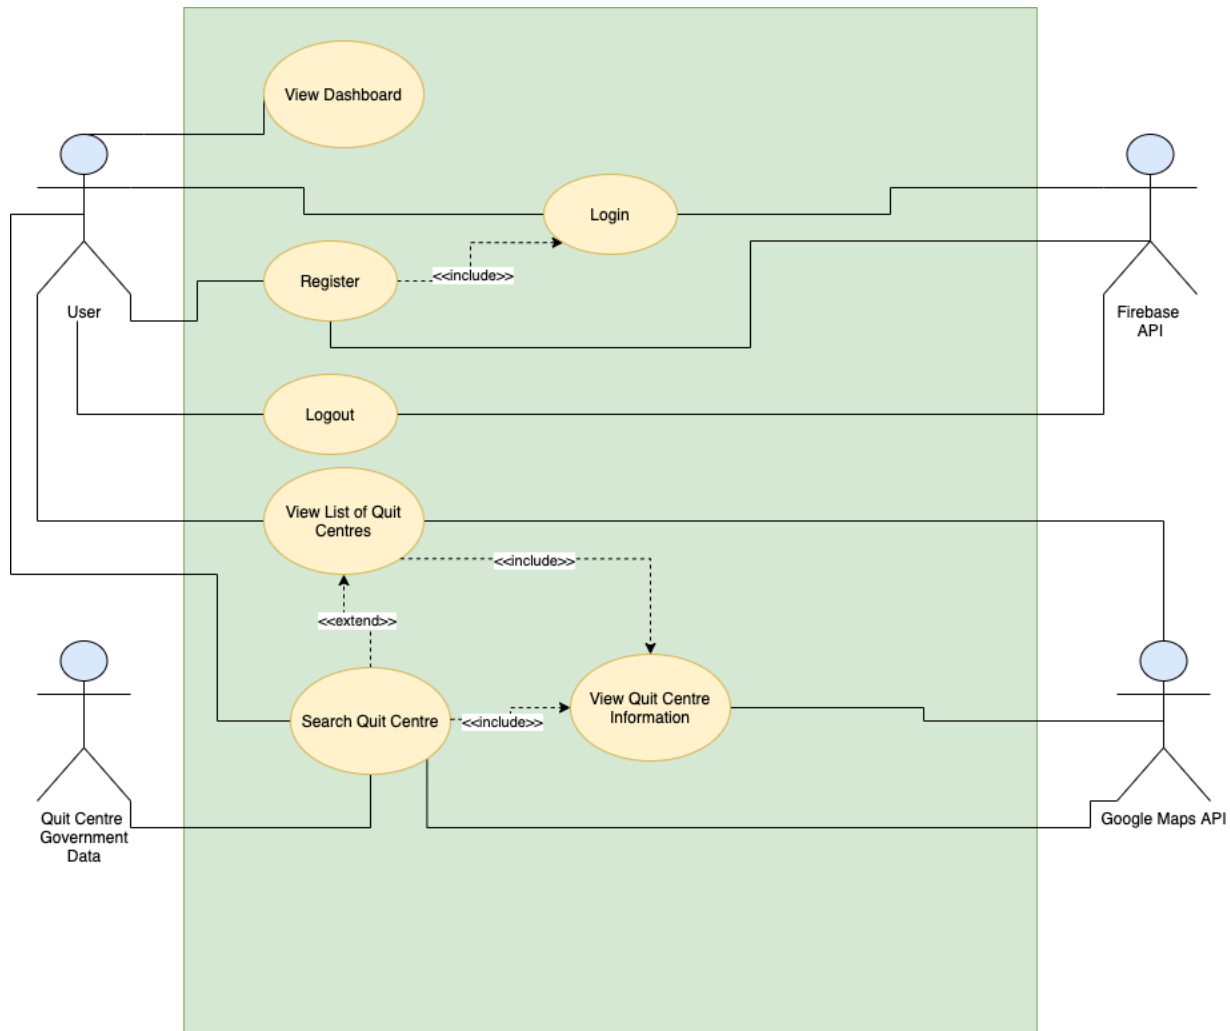 View Dashboard
Login
<<include>>
Register
User
Firebase
API
Logout
View List of Quit
Centres
<<include>>
<<extend>>
Search Quit Centre
<<include>>
View Quit Centre
Information
Quit Centre
Government
Data
Google Maps API